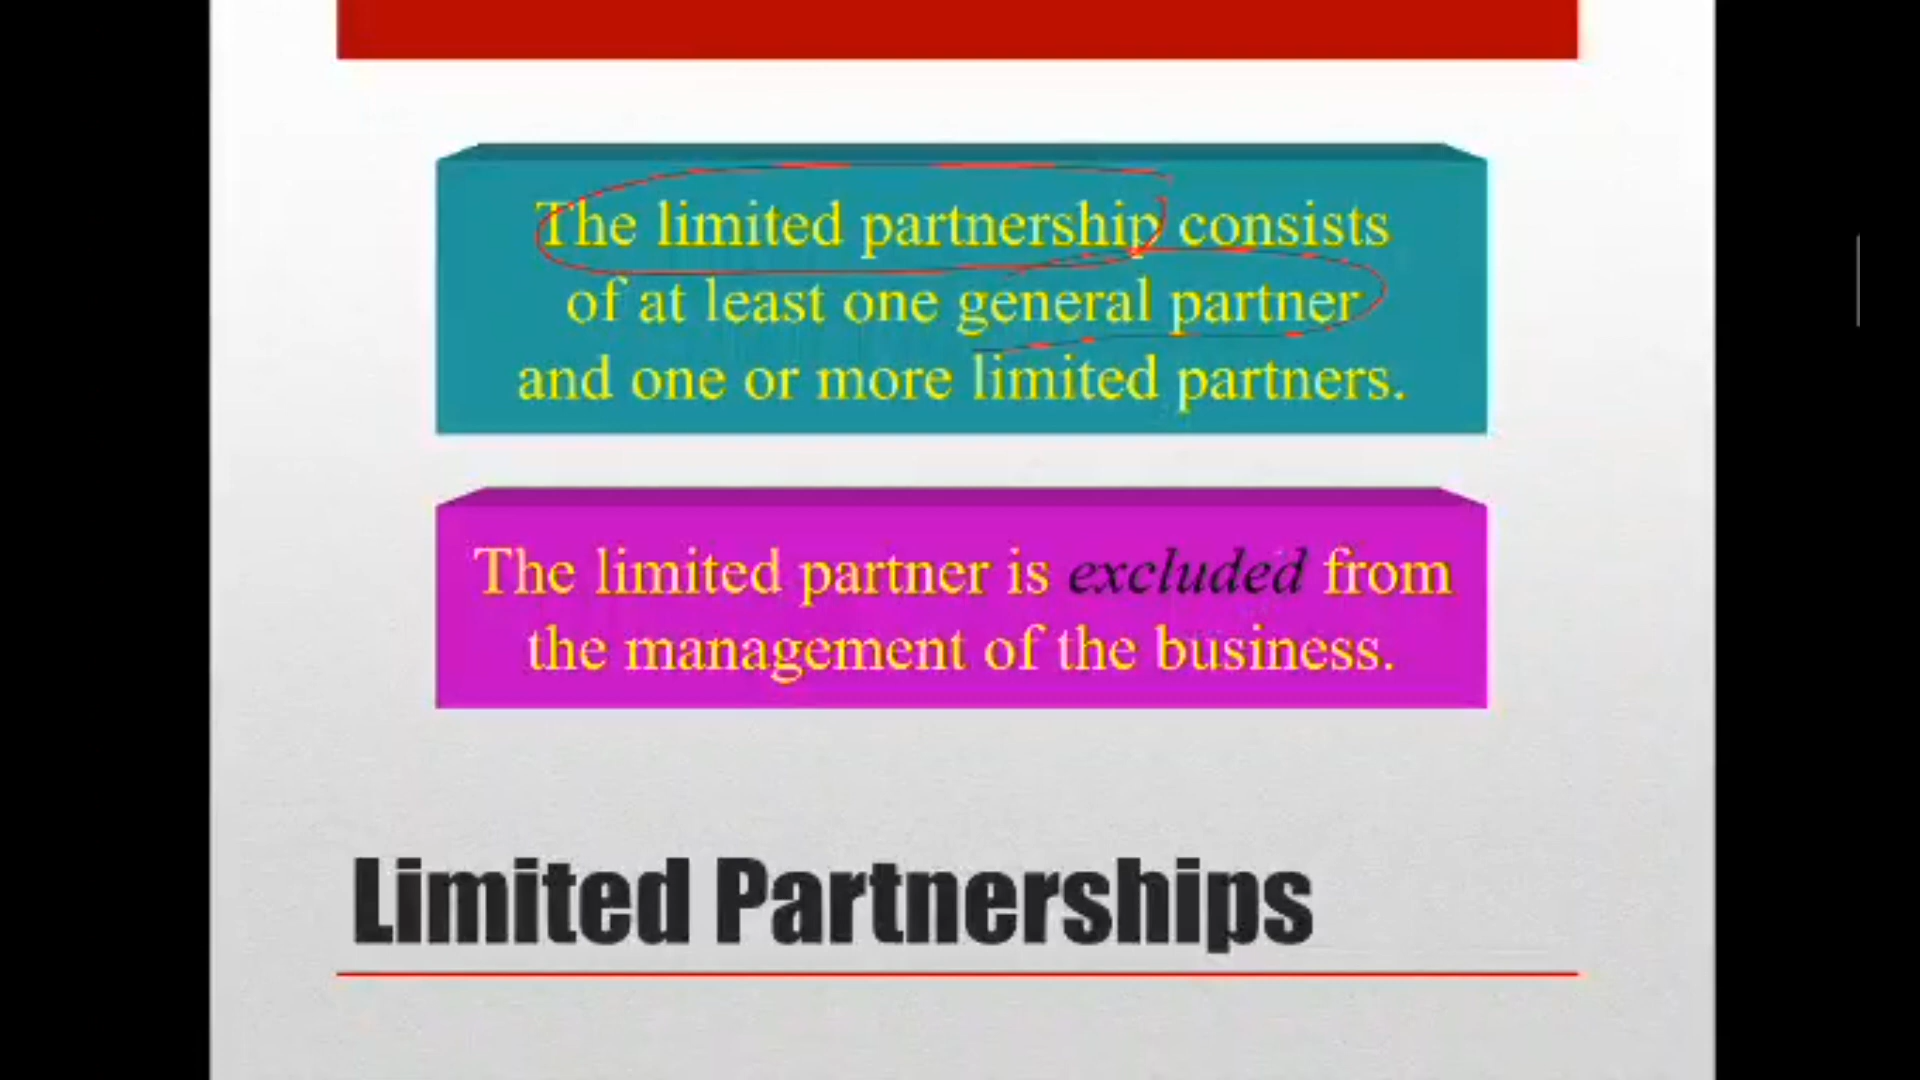 The limited partnership consists
of at least one general partner
and one or more limited partners.
The limited partner is excluded from
the management of the business.
Limited Partnerships